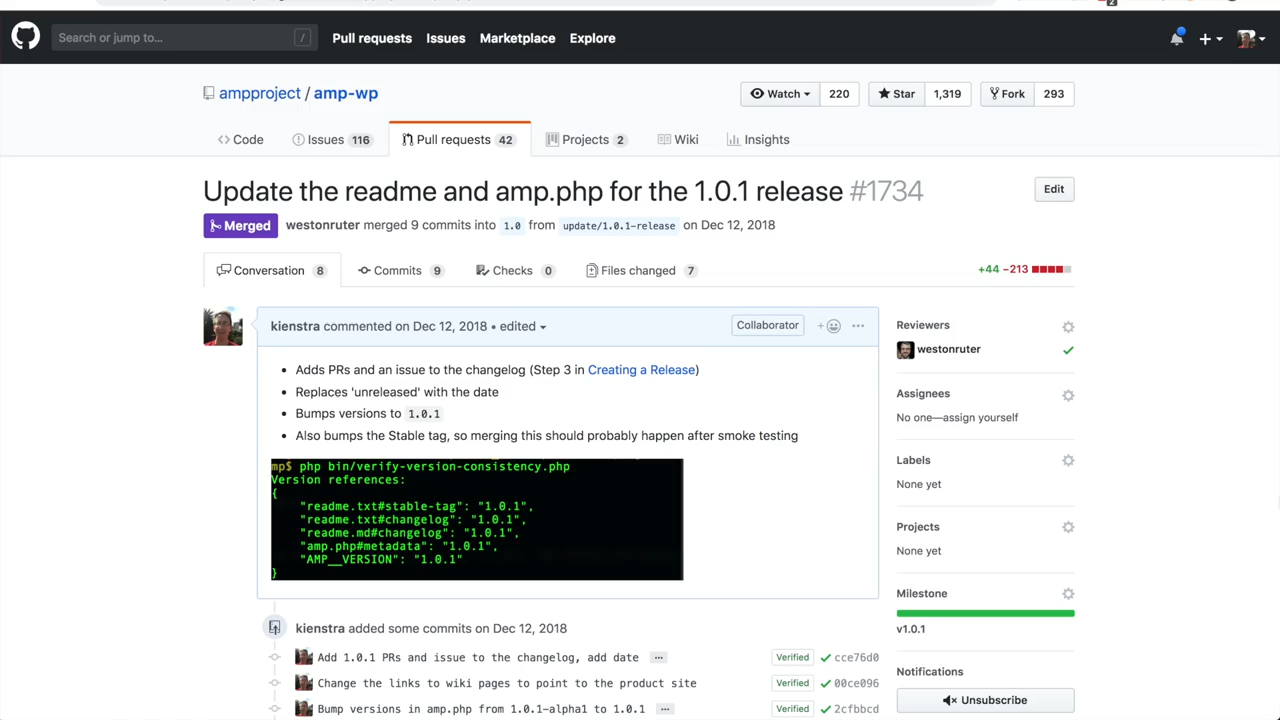 2
Search or jump to... /
Pull requests Issues Marketplace Explore
ampproject / amp-wp
Watch 220 Star 1,319 Fork 293
Code Issues 116 Pull requests 42 Projects 2 Wiki Insights
Update the readme and amp.php for the 1.0.1 release #1734
Edit
Merged westonruter merged 9 commits into 1.0 from update/1.0.1-release on Dec 12, 2018
Conversation 8 Commits 9 Checks 0 Files changed 7
+44 −213
kienstra commented on Dec 12, 2018 • edited
Collaborator
• Adds PRs and an issue to the changelog (Step 3 in Creating a Release)
• Replaces 'unreleased' with the date
• Bumps versions to 1.0.1
• Also bumps the Stable tag, so merging this should probably happen after smoke testing
mp$ php bin/verify-version-consistency.php
Version references:
{
"readme.txt#stable-tag": "1.0.1",
"readme.txt#changelog": "1.0.1",
"readme.md#changelog": "1.0.1",
"amp.php#metadata": "1.0.1",
"AMP__VERSION": "1.0.1"
}
kienstra added some commits on Dec 12, 2018
Add 1.0.1 PRs and issue to the changelog, add date ... Verified cce76d0
Change the links to wiki pages to point to the product site Verified 00ce096
Bump versions in amp.php from 1.0.1-alpha1 to 1.0.1 ... Verified 2cfbbcd
Reviewers
westonruter
Assignees
No one—assign yourself
Labels
None yet
Projects
None yet
Milestone
v1.0.1
Notifications
Unsubscribe